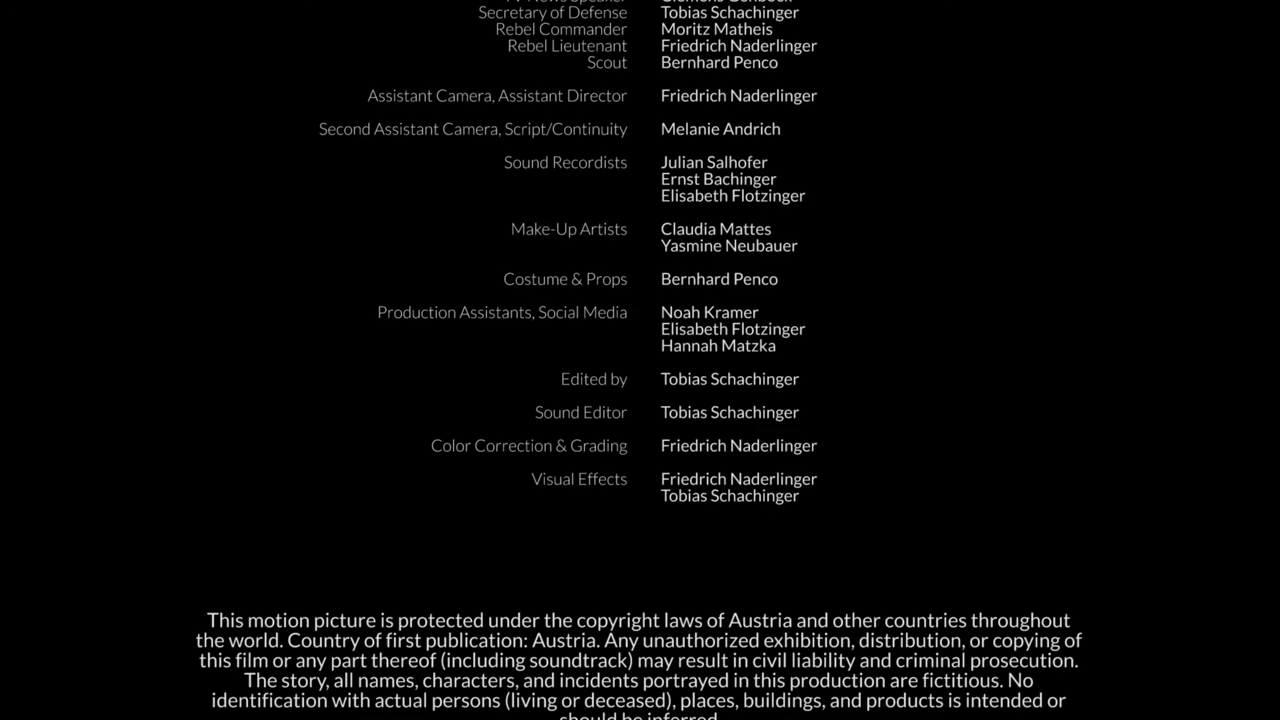 Secretary of Defense Tobias Schachinger
Rebel Commander Moritz Matheis
Rebel Lieutenant Friedrich Naderlinger
Scout Bernhard Penco
Assistant Camera, Assistant Director Friedrich Naderlinger
Second Assistant Camera, Script/Continuity Melanie Andrich
Sound Recordists Julian Salhofer
Ernst Bachinger
Elisabeth Flotzinger
Make-Up Artists Claudia Mattes
Yasmine Neubauer
Costume & Props Bernhard Penco
Production Assistants, Social Media Noah Kramer
Elisabeth Flotzinger
Hannah Matzka
Edited by Tobias Schachinger
Sound Editor Tobias Schachinger
Color Correction & Grading Friedrich Naderlinger
Visual Effects Friedrich Naderlinger
Tobias Schachinger
This motion picture is protected under the copyright laws of Austria and other countries throughout
the world. Country of first publication: Austria. Any unauthorized exhibition, distribution, or copying of
this film or any part thereof (including soundtrack) may result in civil liability and criminal prosecution.
The story, all names, characters, and incidents portrayed in this production are fictitious. No
identification with actual persons (living or deceased), places, buildings, and products is intended or
should be inferred.